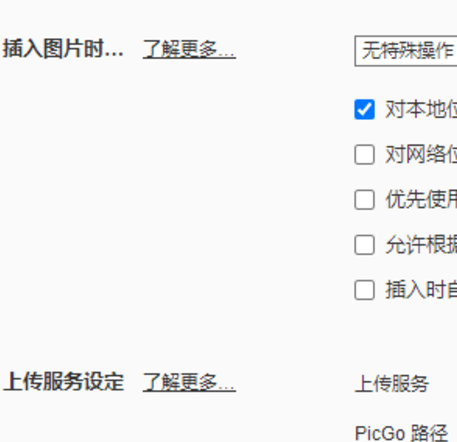 插入图片时... 了解更多... 无特殊操作
对本地位
对网络位
优先使用
允许根据
插入时自
上传服务设定 了解更多... 上传服务
PicGo 路径